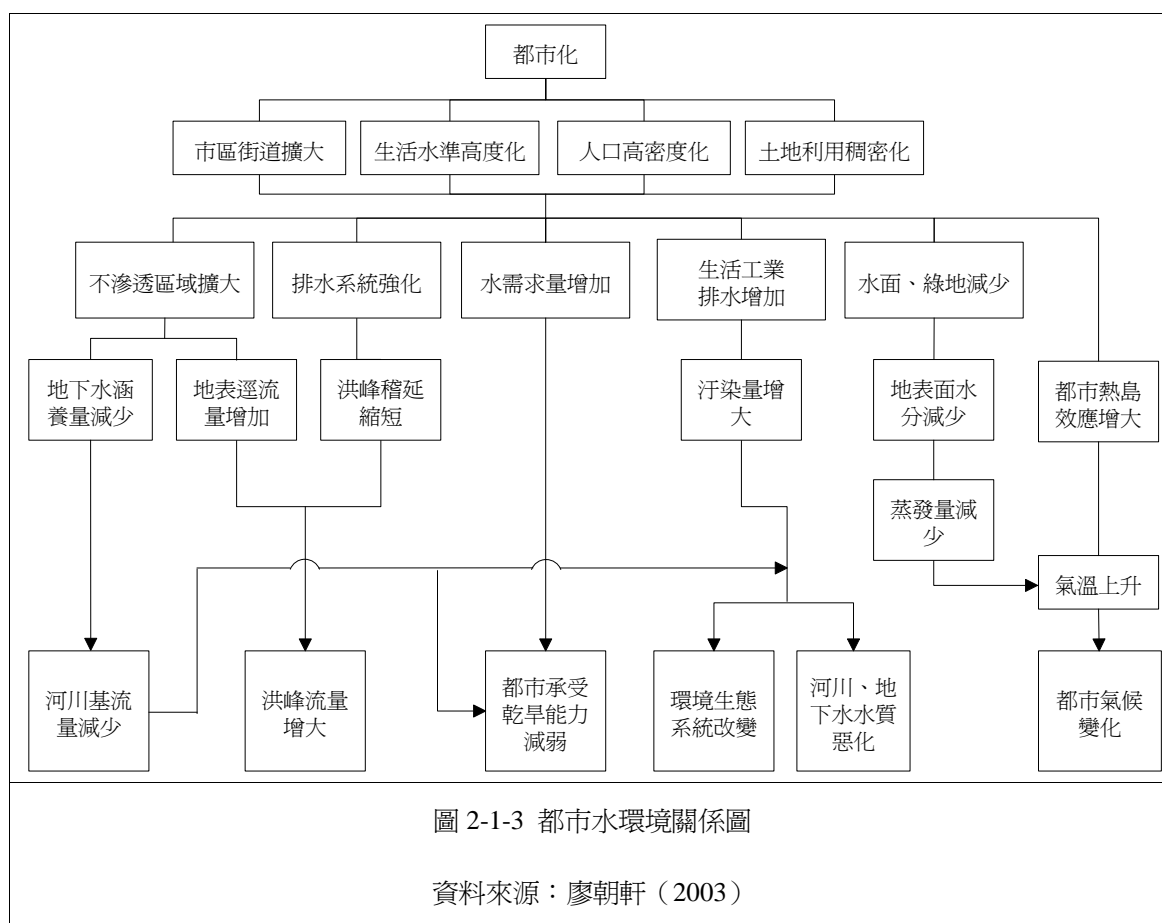 都市化
市區街道擴大
生活水準高度化
人口高密度化
土地利用稠密化
不滲透區域擴大
排水系統強化
水需求量增加
生活工業
排水增加
水面、綠地減少
地下水涵
養量減少
地表逕流
量增加
洪峰稽延
縮短
汙染量增
大
地表面水
分減少
都市熱島
效應增大
蒸發量減
少
氣溫上升
河川基流
量減少
洪峰流量
增大
都市承受
乾旱能力
減弱
環境生態
系統改變
河川、地
下水水質
惡化
都市氣候
變化
圖 2-1-3 都市水環境關係圖
資料來源：廖朝軒（2003）